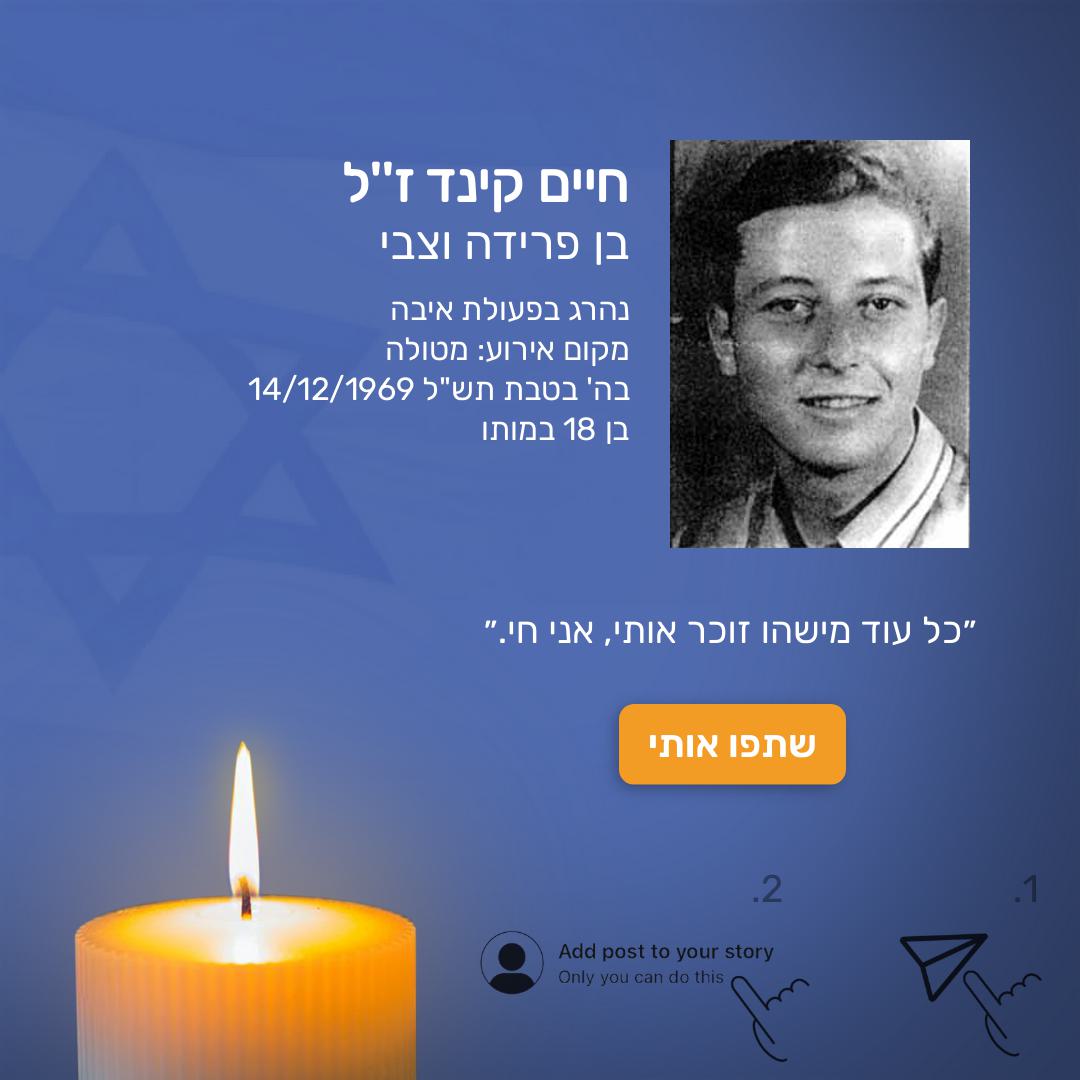 חיים קינד ז"ל
בן פרידה וצבי
נהרג בפעולת איבה
מקום אירוע: מטולה
בה' בטבת תש"ל 14/12/1969
בן 18 במותו
״כל עוד מישהו זוכר אותי, אני חי.״
שתפו אותי
1.
2.
Add post to your story
Only you can do this